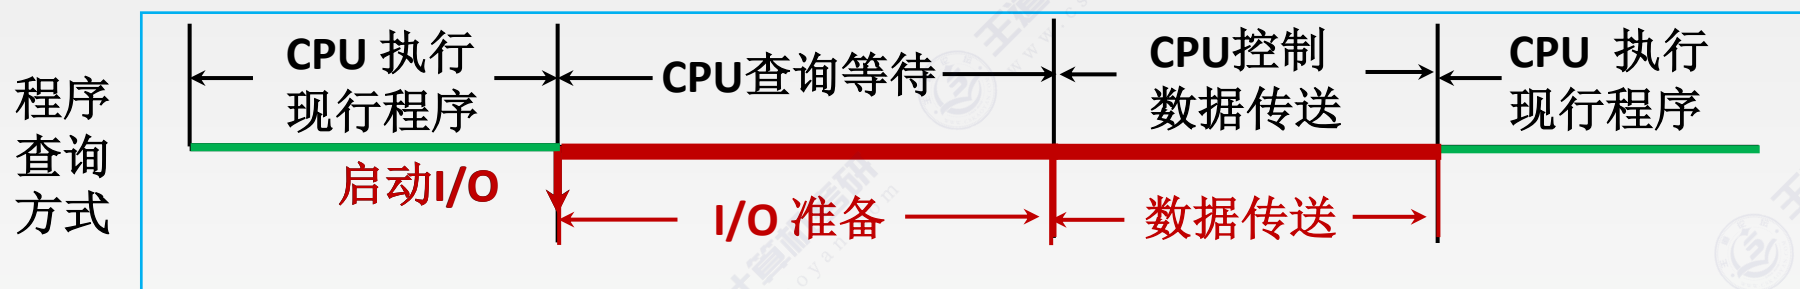 程序
查询
方式
CPU 执行
现行程序
CPU查询等待
CPU控制
数据传送
CPU 执行
现行程序
启动I/O
I/O 准备
数据传送